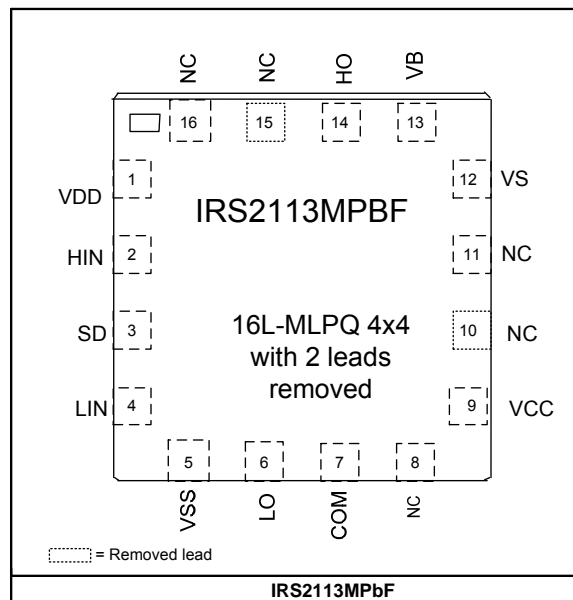 NC NC HO VB
16 15 14 13
1 12 VS
VDD
IRS2113MPBF
HIN 2 11 NC
16L-MLPQ 4x4
SD 3 10 NC
with 2 leads
removed
LIN 4 9 VCC
5 6 7 8
VSS LO COM NC
= Removed lead
IRS2113MPbF